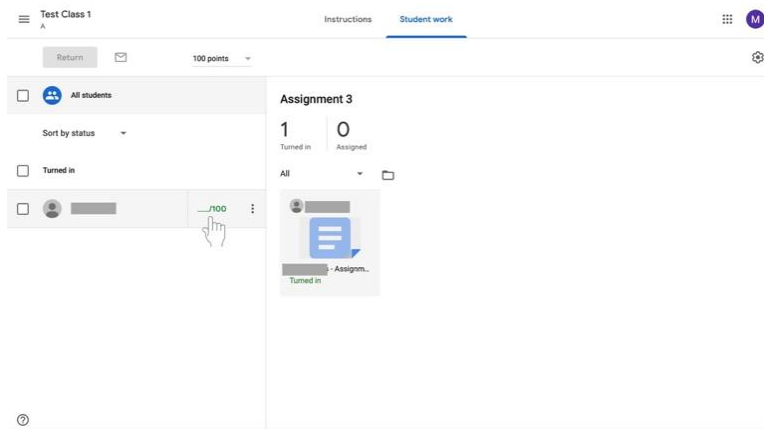 Test Class 1
A
Instructions
Student work
M
Return
100 points
All students
Sort by status
Turned in
/100
Assignment 3
1
Turned in
0
Assigned
All
- Assignm...
Turned in